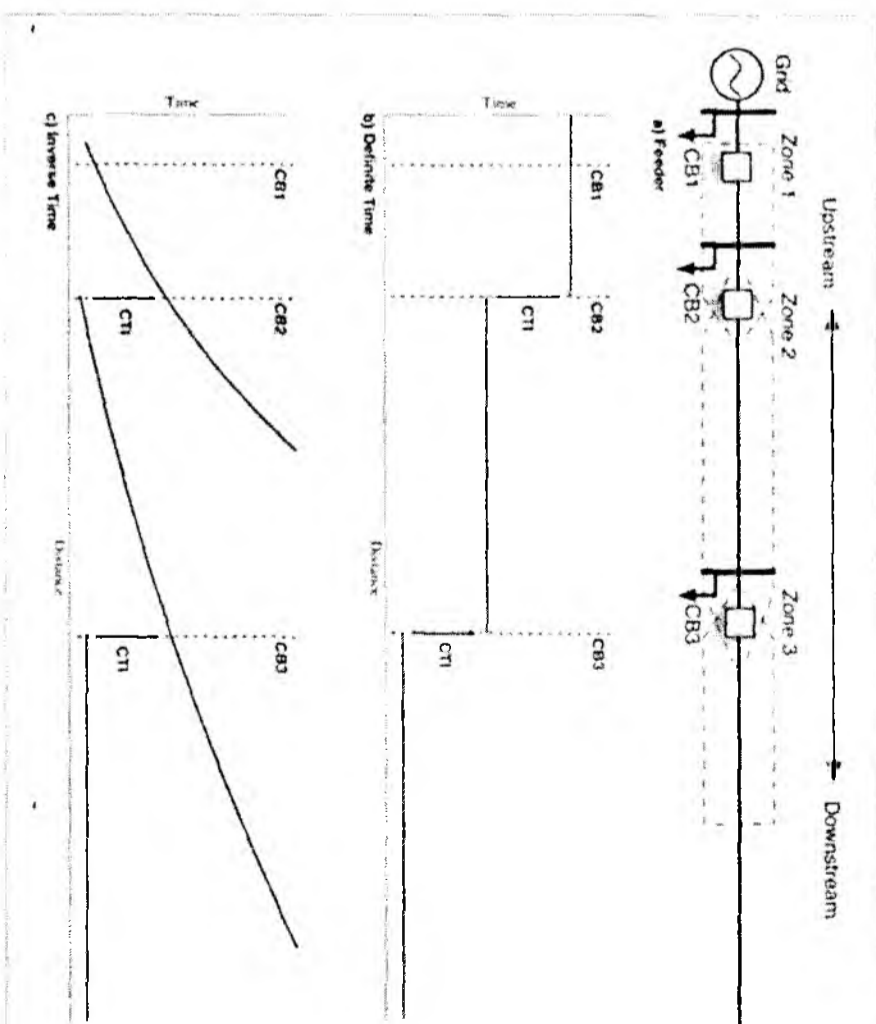 Upstream
Downstream
Grid
Zone 1
Zone 2
Zone 3
CB1
CB2
CB3
a) Feeder
CB1
CB2
CB3
Time
CTI
CTI
Distance
b) Definite Time
CB1
CB2
CB3
Time
CTI
CTI
Distance
c) Inverse Time